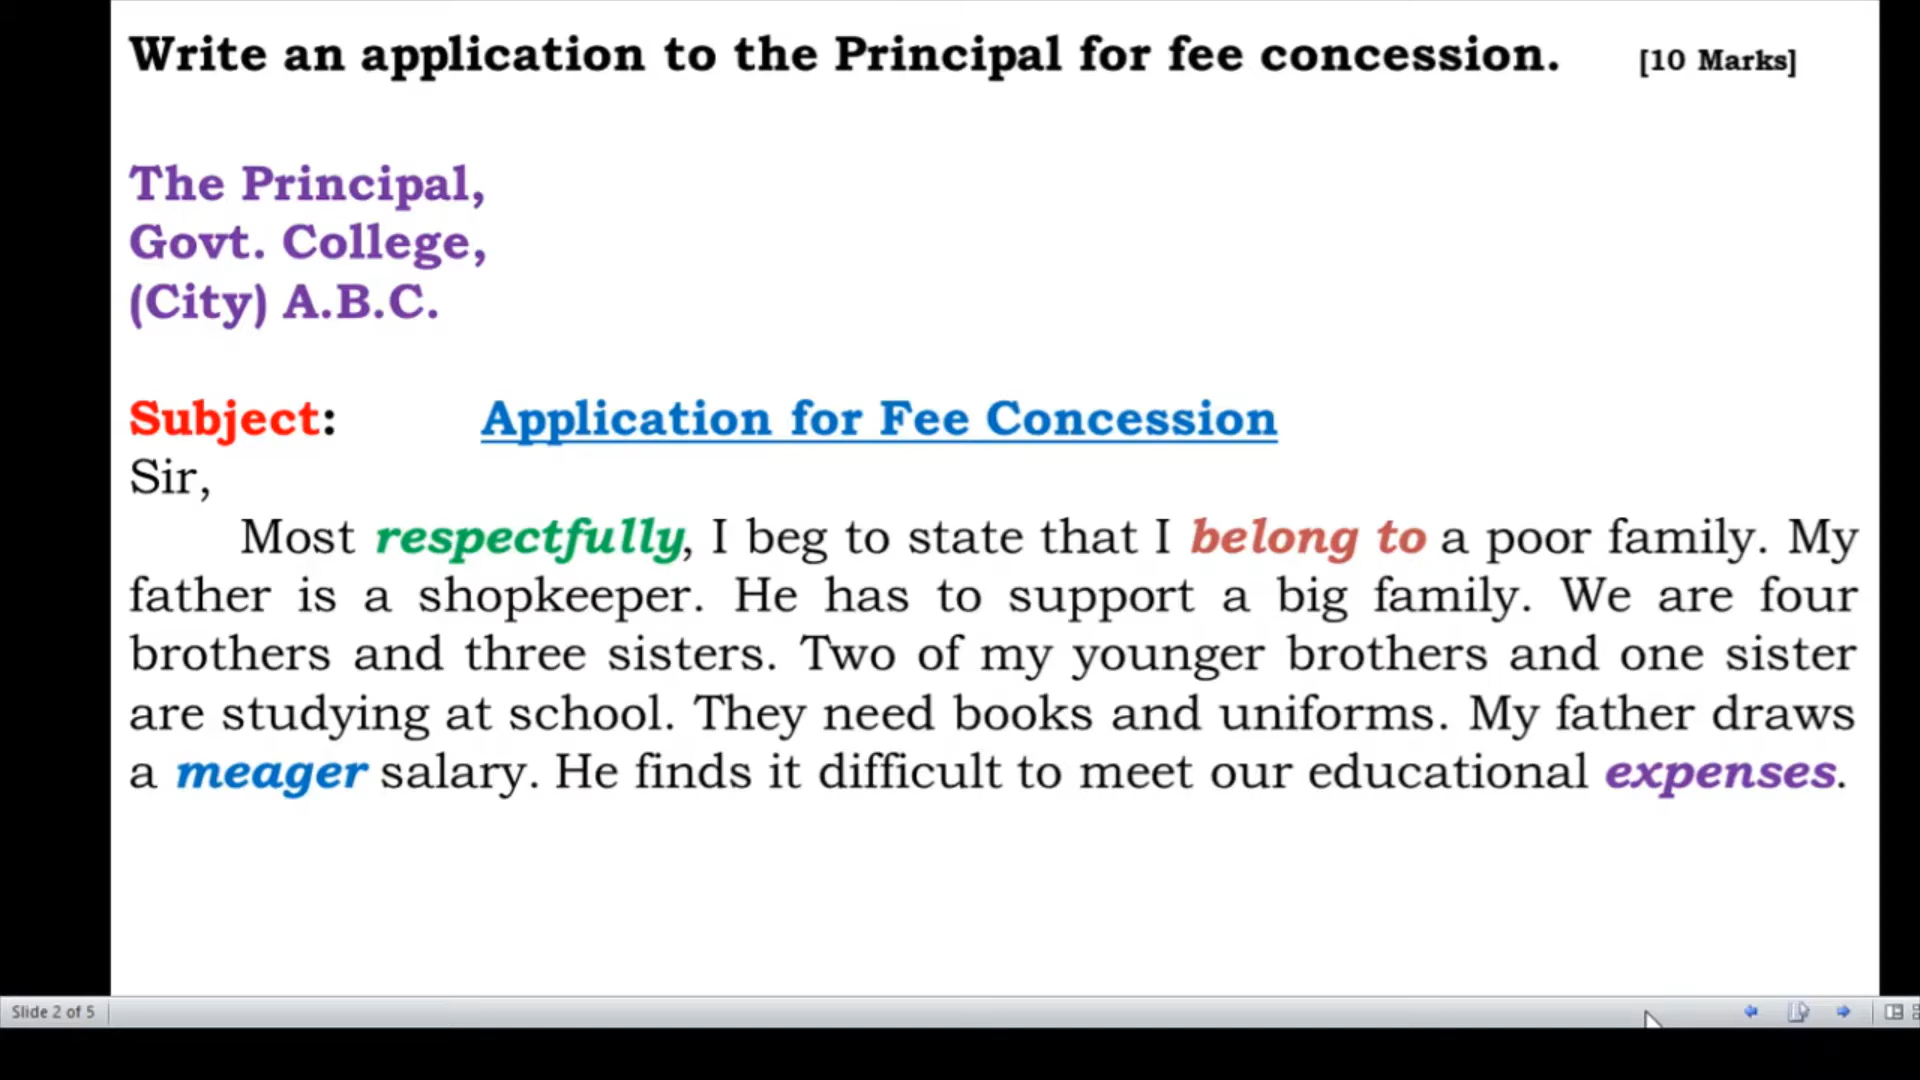 Write an application to the Principal for fee concession. [10 Marks]
The Principal,
Govt. College,
(City) A.B.C.
Subject: Application for Fee Concession
Sir,
Most respectfully, I beg to state that I belong to a poor family. My
father is a shopkeeper. He has to support a big family. We are four
brothers and three sisters. Two of my younger brothers and one sister
are studying at school. They need books and uniforms. My father draws
a meager salary. He finds it difficult to meet our educational expenses.
Slide 2 of 5